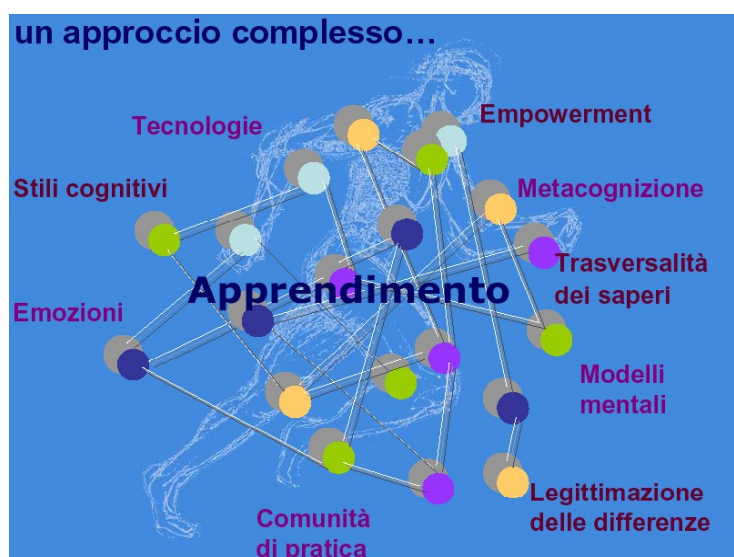 un approccio complesso...
Empowerment
Tecnologie
Stili cognitivi
Metacognizione
Trasversalità
dei saperi
Apprendimento
Emozioni
Modelli
mentali
Legittimazione
delle differenze
Comunità
di pratica